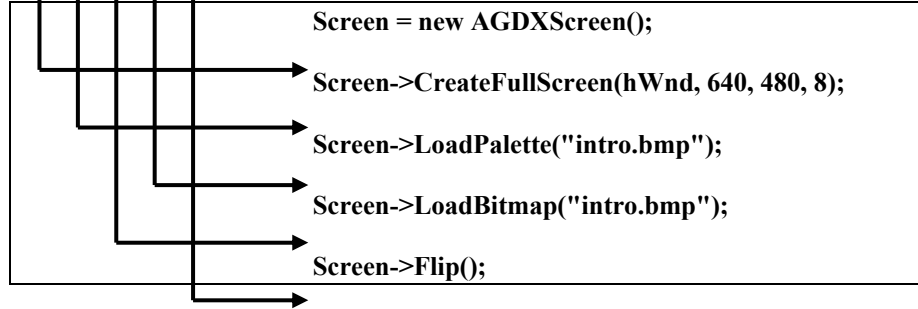 Screen = new AGDXScreen();
Screen->CreateFullScreen(hWnd, 640, 480, 8);
Screen->LoadPalette("intro.bmp");
Screen->LoadBitmap("intro.bmp");
Screen->Flip();